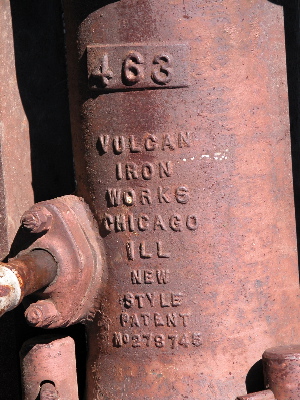 463
VULCAN
IRON
WORKS
CHICAGO
ILL
NEW
STYLE
PATENT
No278745